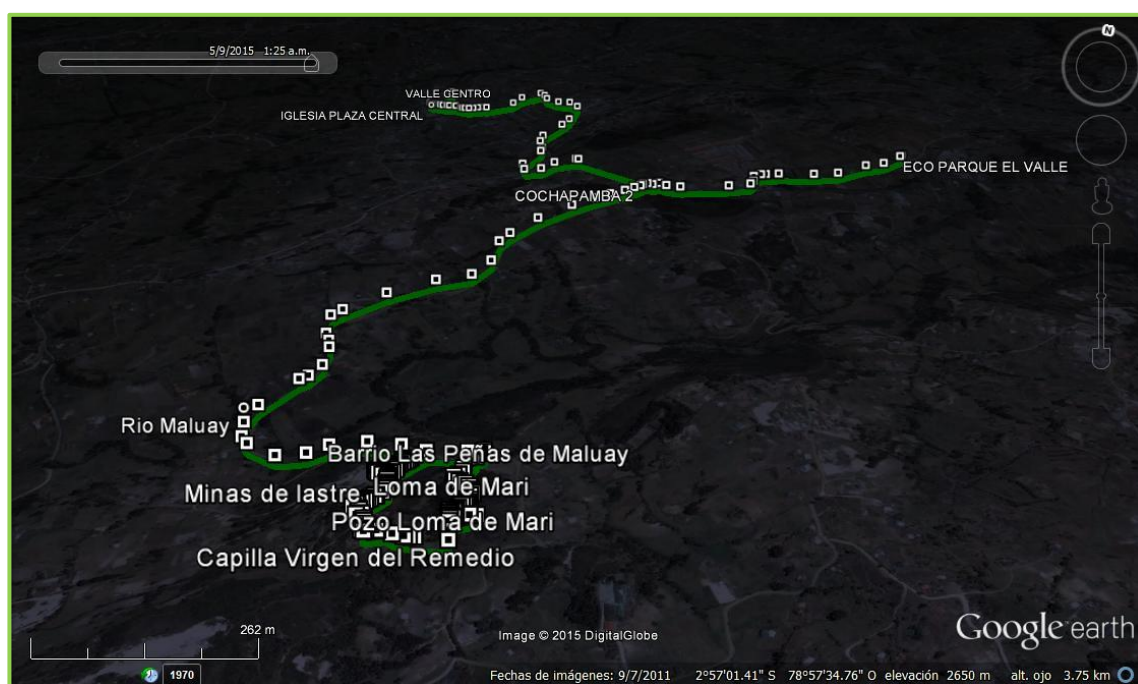 5/9/2015 1:25 a.m.
N
VALLE CENTRO
IGLESIA PLAZA CENTRAL
ECO PARQUE EL VALLE
COCHAPAMBA 2
Rio Maluay
Barrio Las Peñas de Maluay
Loma de Mari
Minas de lastre
Pozo Loma de Mari
Capilla Virgen del Remedio
262 m
Image © 2015 DigitalGlobe
Google earth
1970
Fechas de imágenes: 9/7/2011 2°57'01.41" S 78°57'34.76" O elevación 2650 m alt. ojo 3.75 km